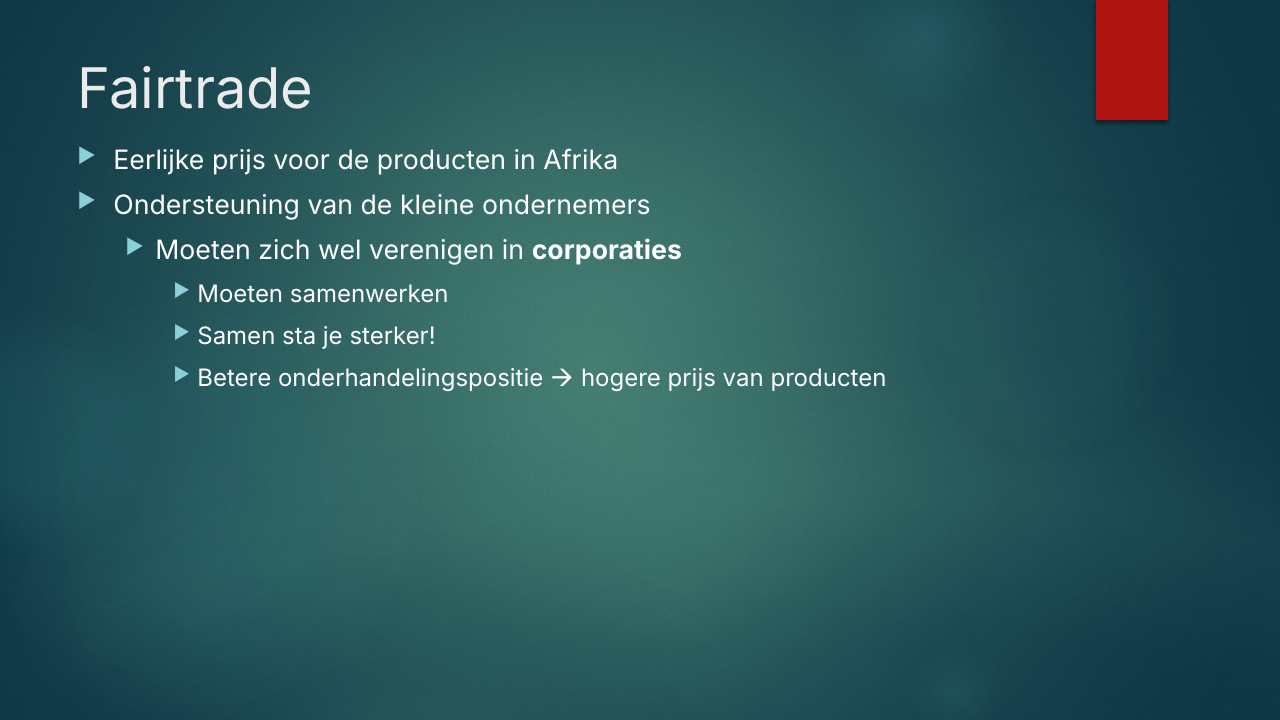 Fairtrade
Eerlijke prijs voor de producten in Afrika
Ondersteuning van de kleine ondernemers
Moeten zich wel verenigen in corporaties
Moeten samenwerken
Samen sta je sterker!
Betere onderhandelingspositie → hogere prijs van producten